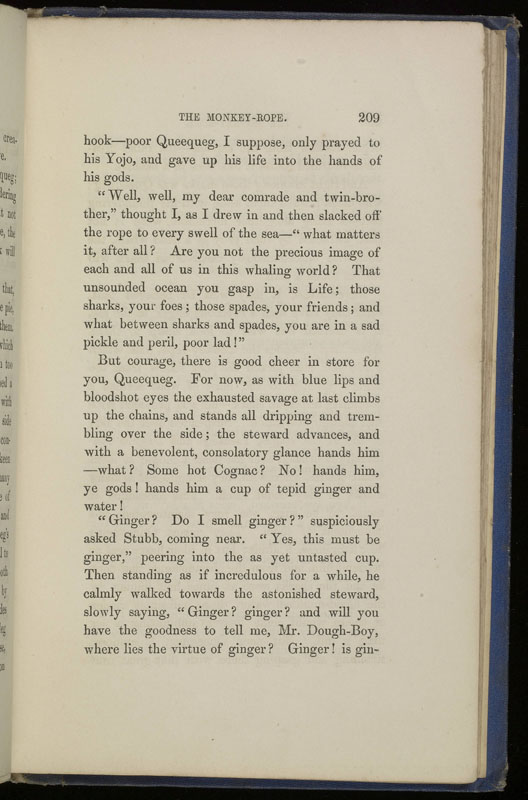 THE MONKEY-ROPE. 209
hook—poor Queequeg, I suppose, only prayed to
his Yojo, and gave up his life into the hands of
his gods.
“Well, well, my dear comrade and twin-bro-
ther,” thought I, as I drew in and then slacked off
the rope to every swell of the sea—“what matters
it, after all? Are you not the precious image of
each and all of us in this whaling world? That
unsounded ocean you gasp in, is Life; those
sharks, your foes; those spades, your friends; and
what between sharks and spades, you are in a sad
pickle and peril, poor lad!”
But courage, there is good cheer in store for
you, Queequeg. For now, as with blue lips and
bloodshot eyes the exhausted savage at last climbs
up the chains, and stands all dripping and trem-
bling over the side; the steward advances, and
with a benevolent, consolatory glance hands him
—what? Some hot Cognac? No! hands him,
ye gods! hands him a cup of tepid ginger and
water!
“Ginger? Do I smell ginger?” suspiciously
asked Stubb, coming near. “Yes, this must be
ginger,” peering into the as yet untasted cup.
Then standing as if incredulous for a while, he
calmly walked towards the astonished steward,
slowly saying, “Ginger? ginger? and will you
have the goodness to tell me, Mr. Dough-Boy,
where lies the virtue of ginger? Ginger! is gin-